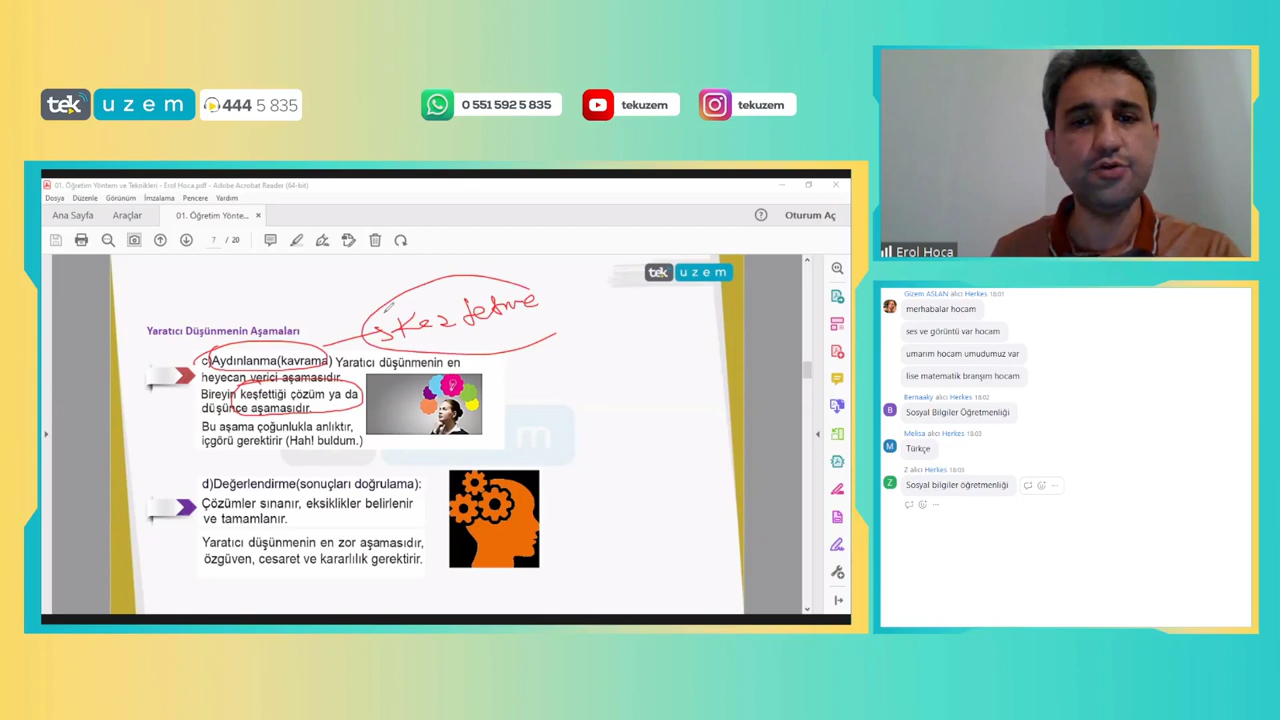 tek uzem 444 5 835
0 551 592 5 835
tekuzem
tekuzem
01. Öğretim Yöntem ve Teknikleri - Erol Hoca.pdf - Adobe Acrobat Reader (64-bit)
Dosya Düzenle Görünüm İmzalama Pencere Yardım
Ana Sayfa Araçlar 01. Öğretim Yönte... × Oturum Aç
7 / 20
tek uzem
Yaratıcı Düşünmenin Aşamaları
c)Aydınlanma(kavrama) Yaratıcı düşünmenin en
heyecan verici aşamasıdır.
Bireyin keşfettiği çözüm ya da
düşünce aşamasıdır.
Bu aşama çoğunlukla anlıktır,
içgörü gerektirir (Hah! buldum.)
d)Değerlendirme(sonuçları doğrulama):
Çözümler sınanır, eksiklikler belirlenir
ve tamamlanır.
Yaratıcı düşünmenin en zor aşamasıdır,
özgüven, cesaret ve kararlılık gerektirir.
Erol Hoca
Gizem ASLAN alıcı Herkes 18:01
merhabalar hocam
ses ve görüntü var hocam
umarım hocam umudumuz var
lise matematik branşım hocam
Bernaaky alıcı Herkes 18:02
B
Sosyal Bilgiler Öğretmenliği
Melisa alıcı Herkes 18:03
M
Türkçe
Z alıcı Herkes 18:03
Z
Sosyal bilgiler öğretmenliği